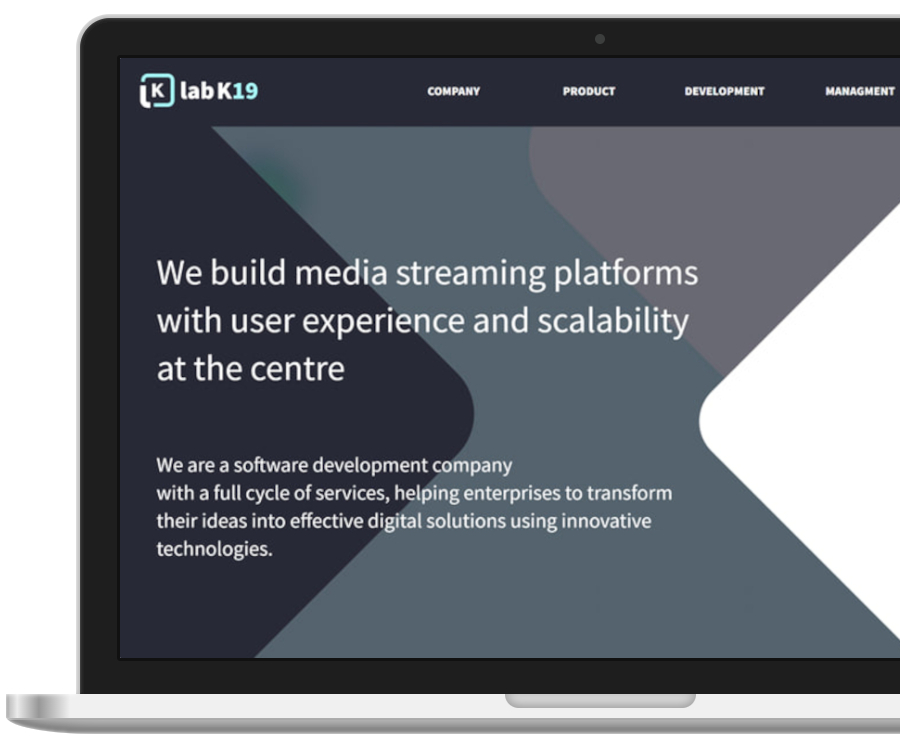 K labK19
COMPANY PRODUCT DEVELOPMENT MANAGMENT
We build media streaming platforms
with user experience and scalability
at the centre
We are a software development company
with a full cycle of services, helping enterprises to transform
their ideas into effective digital solutions using innovative
technologies.